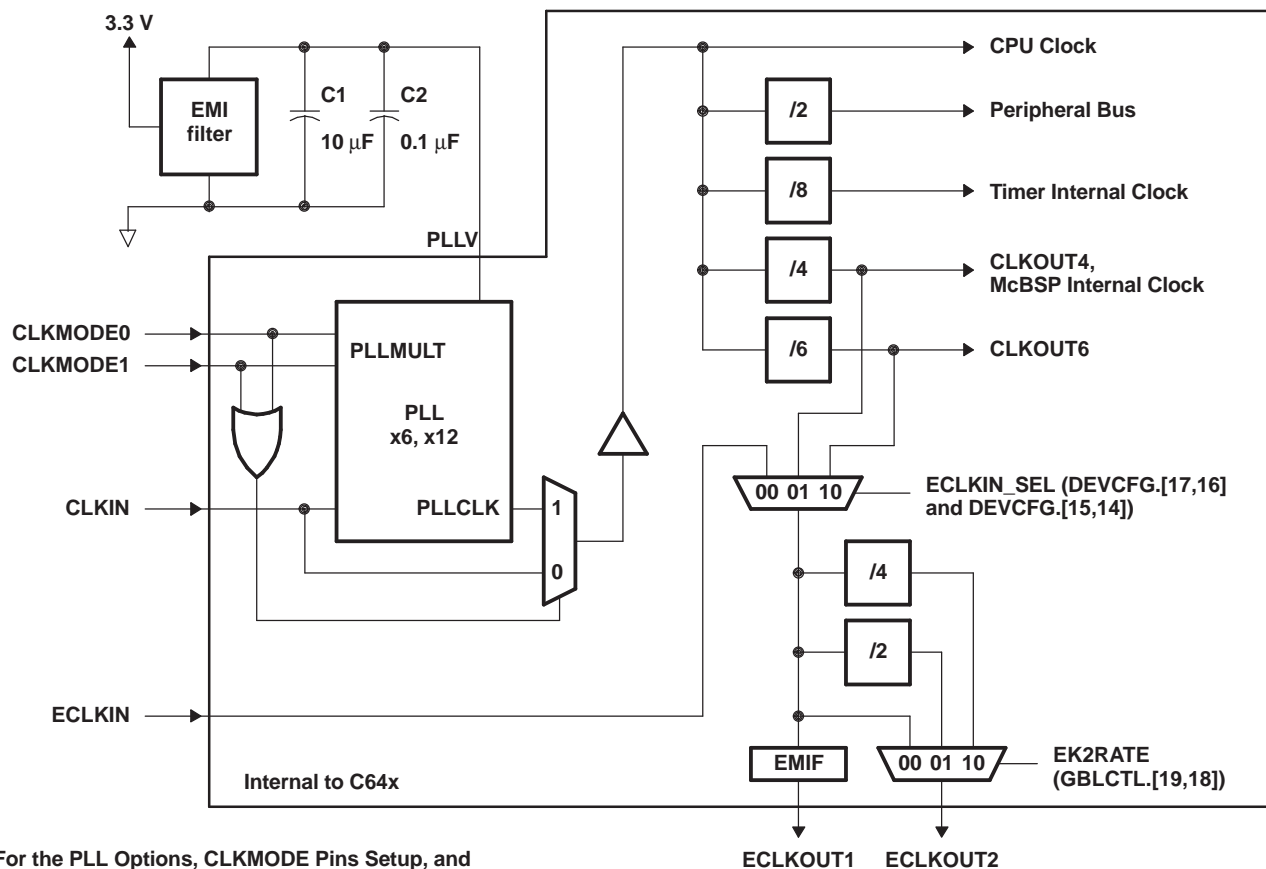 3.3 V
CPU Clock
EMI
filter
C1
C2
10 μF
0.1 μF
/2
Peripheral Bus
/8
Timer Internal Clock
PLLV
/4
CLKOUT4,
McBSP Internal Clock
CLKMODE0
CLKMODE1
PLLMULT
/6
CLKOUT6
PLL
x6, x12
00 01 10
ECLKIN_SEL (DEVCFG.[17,16]
and DEVCFG.[15,14])
CLKIN
PLLCLK
1
0
/4
/2
ECLKIN
EMIF
00 01 10
EK2RATE
(GBLCTL.[19,18])
Internal to C64x
ECLKOUT1
ECLKOUT2
For the PLL Options, CLKMODE Pins Setup, and